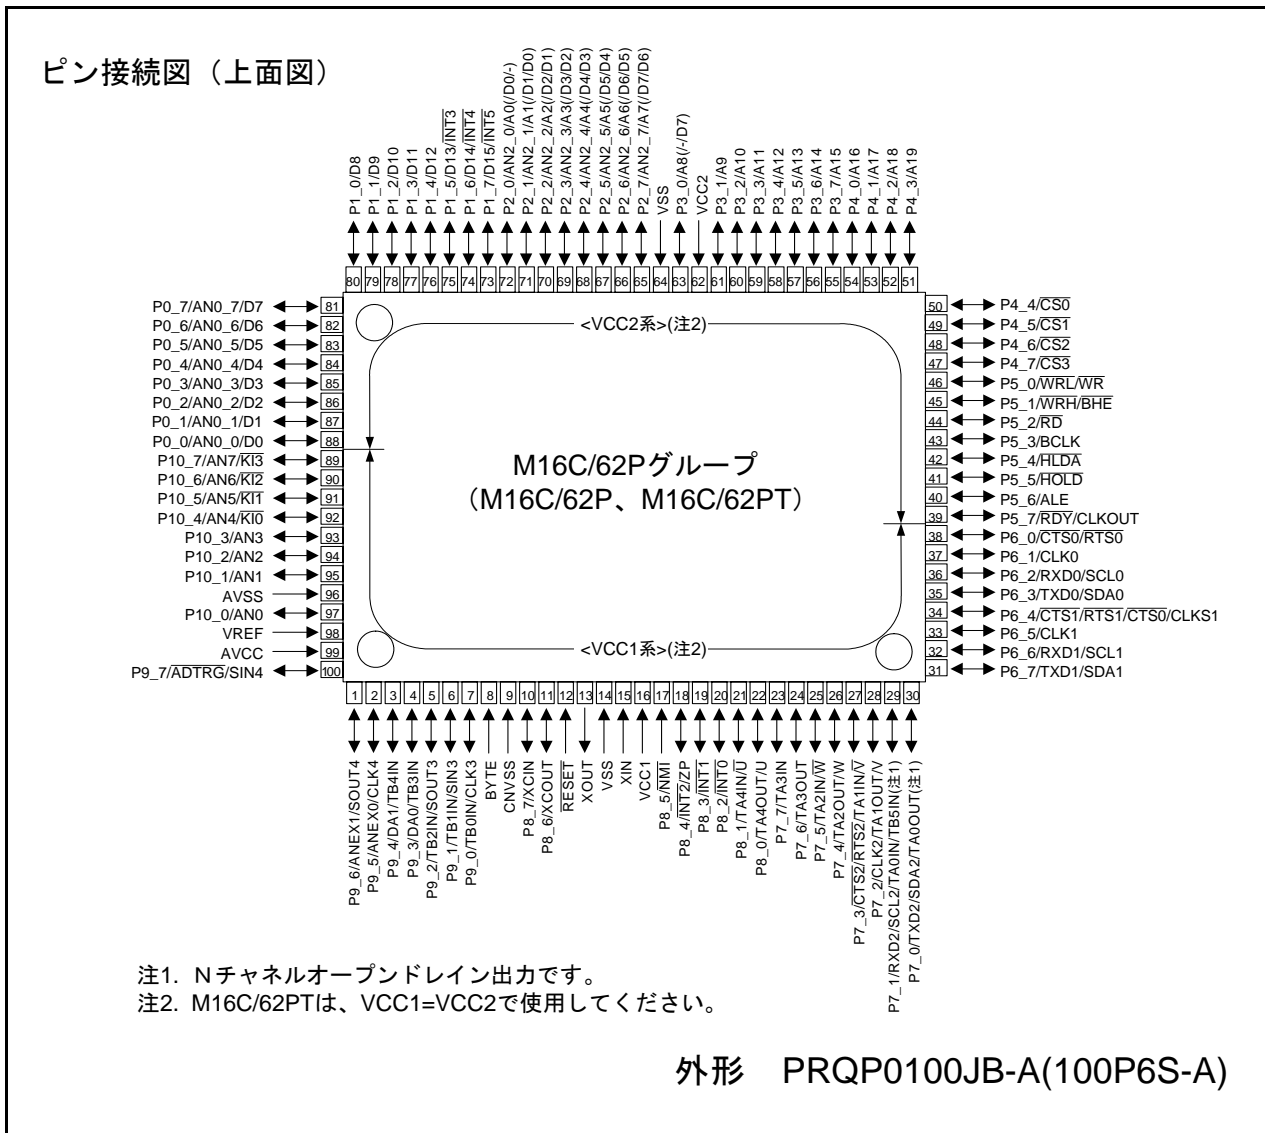 ピン接続図（上面図）
P1_0/D8
P1_1/D9
P1_2/D10
P1_3/D11
P1_4/D12
P1_5/D13/INT3
P1_6/D14/INT4
P1_7/D15/INT5
P2_0/AN2_0/A0(/D0/-)
P2_1/AN2_1/A1(/D1/D0)
P2_2/AN2_2/A2(/D2/D1)
P2_3/AN2_3/A3(/D3/D2)
P2_4/AN2_4/A4(/D4/D3)
P2_5/AN2_5/A5(/D5/D4)
P2_6/AN2_6/A6(/D6/D5)
P2_7/AN2_7/A7(/D7/D6)
VSS
P3_0/A8(/-/D7)
VCC2
P3_1/A9
P3_2/A10
P3_3/A11
P3_4/A12
P3_5/A13
P3_6/A14
P3_7/A15
P4_0/A16
P4_1/A17
P4_2/A18
P4_3/A19
80 79 78 77 76 75 74 73 72 71 70 69 68 67 66 65 64 63 62 61 60 59 58 57 56 55 54 53 52 51
P0_7/AN0_7/D7 81
P0_6/AN0_6/D6 82
P0_5/AN0_5/D5 83
P0_4/AN0_4/D4 84
P0_3/AN0_3/D3 85
P0_2/AN0_2/D2 86
P0_1/AN0_1/D1 87
P0_0/AN0_0/D0 88
P10_7/AN7/KI3 89
P10_6/AN6/KI2 90
P10_5/AN5/KI1 91
P10_4/AN4/KI0 92
P10_3/AN3 93
P10_2/AN2 94
P10_1/AN1 95
AVSS 96
P10_0/AN0 97
VREF 98
AVCC 99
P9_7/ADTRG/SIN4 100
<VCC2系>(注2)
M16C/62Pグループ
（M16C/62P、M16C/62PT）
<VCC1系>(注2)
50 P4_4/CS0
49 P4_5/CS1
48 P4_6/CS2
47 P4_7/CS3
46 P5_0/WRL/WR
45 P5_1/WRH/BHE
44 P5_2/RD
43 P5_3/BCLK
42 P5_4/HLDA
41 P5_5/HOLD
40 P5_6/ALE
39 P5_7/RDY/CLKOUT
38 P6_0/CTS0/RTS0
37 P6_1/CLK0
36 P6_2/RXD0/SCL0
35 P6_3/TXD0/SDA0
34 P6_4/CTS1/RTS1/CTS0/CLKS1
33 P6_5/CLK1
32 P6_6/RXD1/SCL1
31 P6_7/TXD1/SDA1
1 2 3 4 5 6 7 8 9 10 11 12 13 14 15 16 17 18 19 20 21 22 23 24 25 26 27 28 29 30
P9_6/ANEX1/SOUT4
P9_5/ANEX0/CLK4
P9_4/DA1/TB4IN
P9_3/DA0/TB3IN
P9_2/TB2IN/SOUT3
P9_1/TB1IN/SIN3
P9_0/TB0IN/CLK3
BYTE
CNVSS
P8_7/XCIN
P8_6/XCOUT
RESET
XOUT
VSS
XIN
VCC1
P8_5/NMI
P8_4/INT2/ZP
P8_3/INT1
P8_2/INT0
P8_1/TA4IN/U
P8_0/TA4OUT/U
P7_7/TA3IN
P7_6/TA3OUT
P7_5/TA2IN/W
P7_4/TA2OUT/W
P7_3/CTS2/RTS2/TA1IN/V
P7_2/CLK2/TA1OUT/V
P7_1/RXD2/SCL2/TA0IN/TB5IN(注1)
P7_0/TXD2/SDA2/TA0OUT(注1)
注1. Nチャネルオープンドレイン出力です。
注2. M16C/62PTは、VCC1=VCC2で使用してください。
外形　PRQP0100JB-A(100P6S-A)